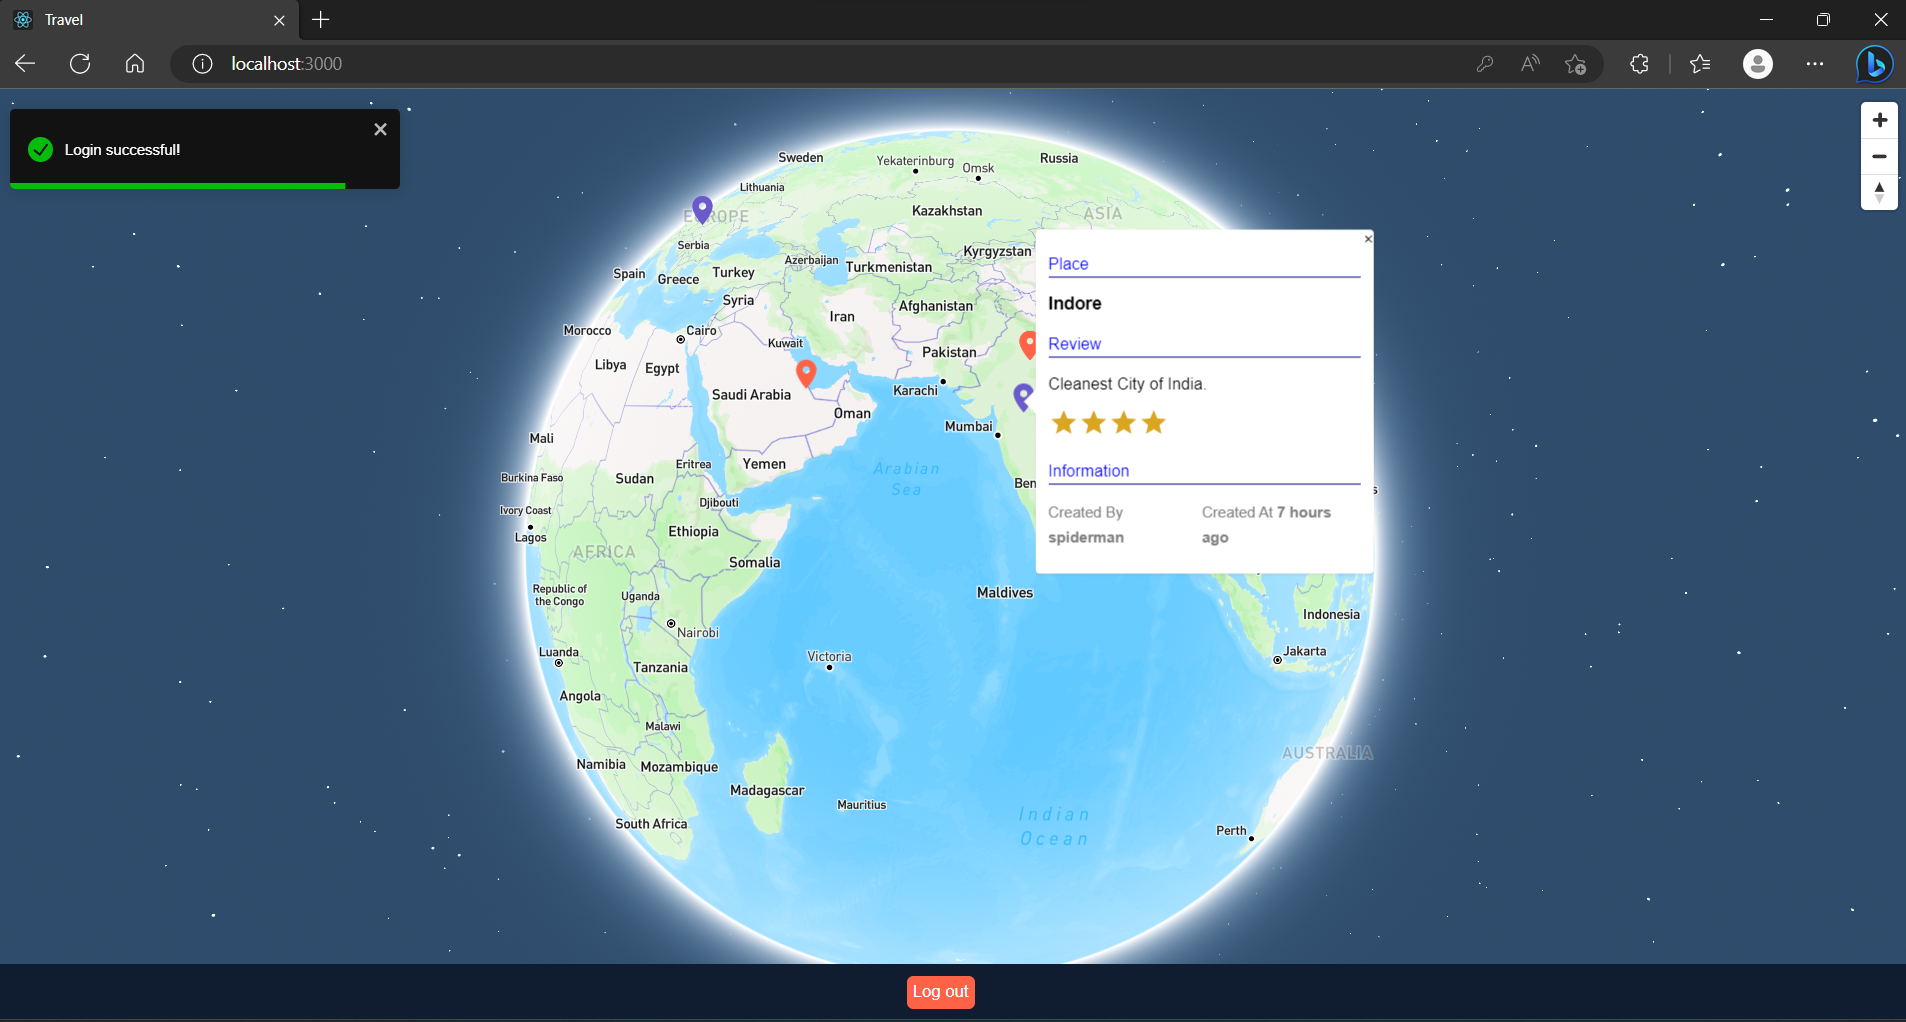 Travel
localhost:3000
Login successful!
Sweden
Yekaterinburg
Omsk
Russia
Lithuania
EUROPE
Kazakhstan
ASIA
Serbia
Azerbaijan
Kyrgyzstan
Spain
Greece
Turkey
Turkmenistan
Syria
Afghanistan
Iran
Morocco
Cairo
Kuwait
Pakistan
Libya
Egypt
Saudi Arabia
Karachi
Oman
Mumbai
Mali
Arabian
Sea
Eritrea
Yemen
Burkina Faso
Sudan
Ben
Djibouti
Ivory Coast
Lagos
Ethiopia
AFRICA
Somalia
Republic of
the Congo
Uganda
Maldives
Nairobi
Indonesia
Luanda
Tanzania
Victoria
Jakarta
Angola
Malawi
AUSTRALIA
Namibia
Mozambique
Madagascar
Mauritius
South Africa
Indian
Ocean
Perth
Place
Indore
Review
Cleanest City of India.
Information
Created By
spiderman
Created At 7 hours
ago
s
Log out